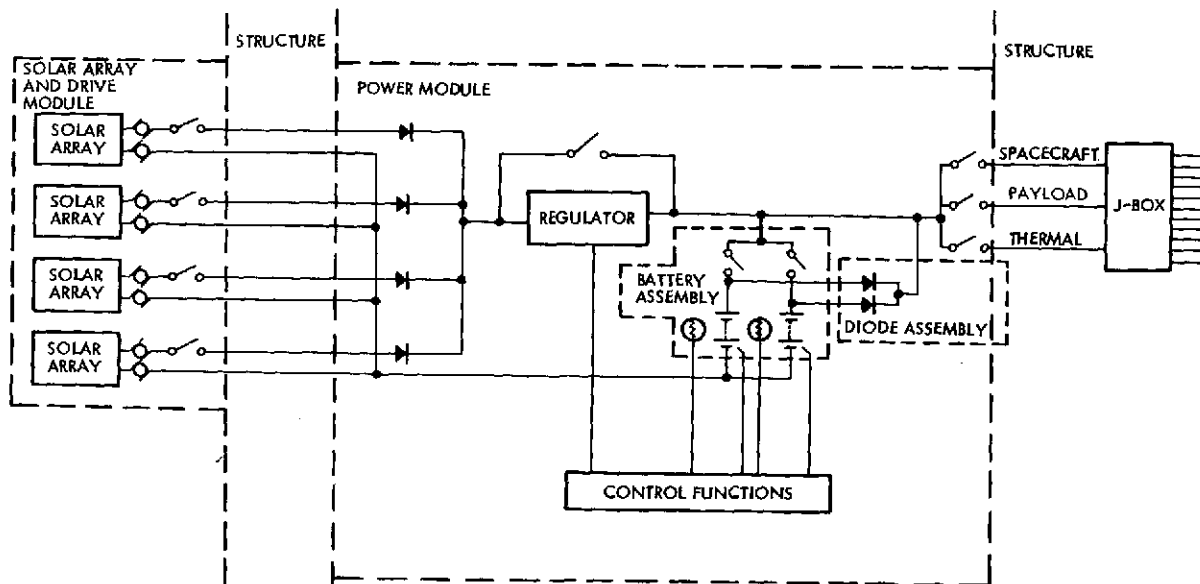 STRUCTURE
STRUCTURE
SOLAR ARRAY
AND DRIVE
MODULE
POWER MODULE
SOLAR
ARRAY
SOLAR
ARRAY
SOLAR
ARRAY
SOLAR
ARRAY
REGULATOR
SPACECRAFT
PAYLOAD
THERMAL
J-BOX
BATTERY
ASSEMBLY
DIODE ASSEMBLY
CONTROL FUNCTIONS